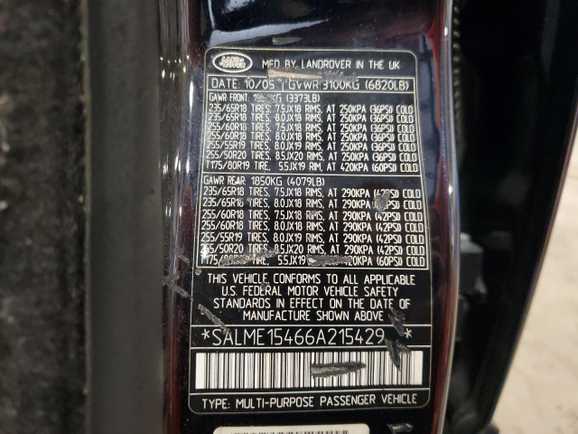 LAND ROVER
MFD BY LANDROVER IN THE UK
DATE: 10/05 GVWR 3100KG (6820LB)
GAWR FRONT KG (3373LB)
235/65R18 TIRES, 7.5JX18 RIMS, AT 250KPA (36PSI) COLD
235/65R18 TIRES, 8.0JX18 RIMS, AT 250KPA (36PSI) COLD
255/60R18 TIRES, 7.5JX18 RIMS, AT 250KPA (36PSI) COLD
255/60R18 TIRES, 8.0JX18 RIMS, AT 250KPA (36PSI) COLD
255/55R19 TIRES, 8.0JX19 RIMS, AT 250KPA (36PSI) COLD
255/50R20 TIRES, 8.5JX20 RIMS, AT 250KPA (36PSI) COLD
T175/80R19 TIRE, 5.5JX19 RIM, AT 420KPA (60PSI) COLD
GAWR REAR 1850KG (4079LB)
235/65R18 TIRES, 7.5JX18 RIMS, AT 290KPA (42PSI) COLD
235/65R18 TIRES, 8.0JX18 RIMS, AT 290KPA (42PSI) COLD
255/60R18 TIRES, 7.5JX18 RIMS, AT 290KPA (42PSI) COLD
255/60R18 TIRES, 8.0JX18 RIMS, AT 290KPA (42PSI) COLD
255/55R19 TIRES, 8.0JX19 RIMS, AT 290KPA (42PSI) COLD
255/50R20 TIRES, 8.5JX20 RIMS, AT 290KPA (42PSI) COLD
TIRE, 5.5JX19 420KPA (60PSI) COLD
THIS VEHICLE CONFORMS TO ALL APPLICABLE
U.S. FEDERAL MOTOR VEHICLE SAFETY
STANDARDS IN EFFECT ON THE DATE OF
MANUFACTURE SHOWN ABOVE
*SALME15466A215429*
TYPE: MULTI-PURPOSE PASSENGER VEHICLE